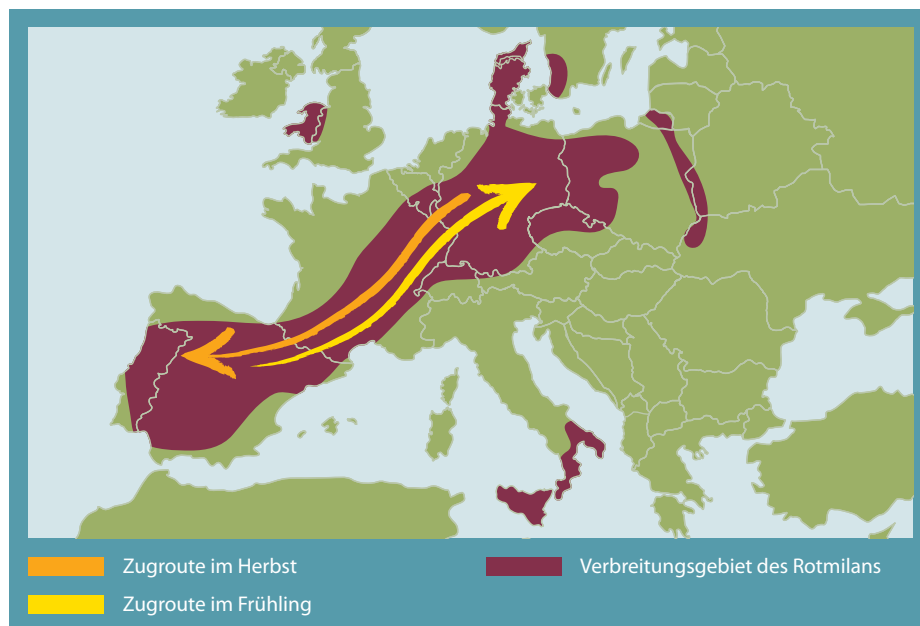 Zugroute im Herbst
Verbreitungsgebiet des Rotmilans
Zugroute im Frühling